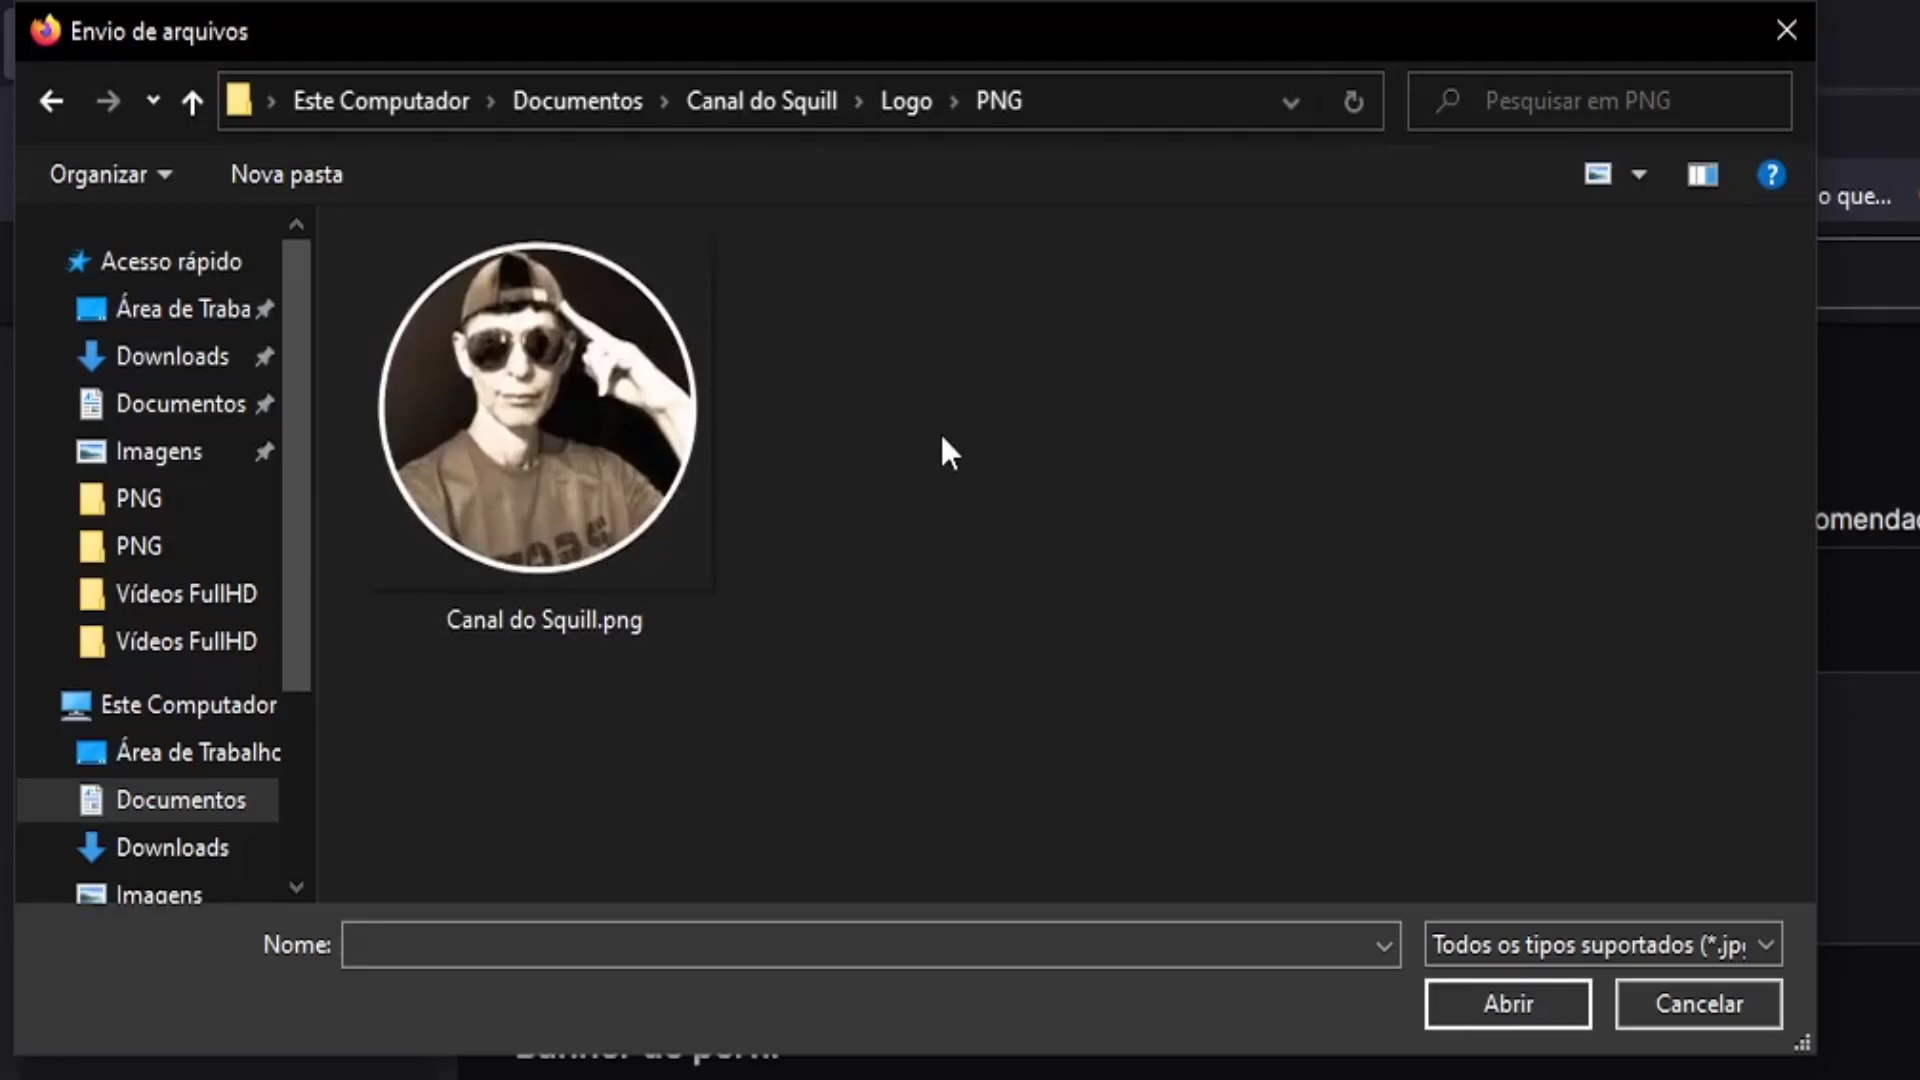 Envio de arquivos
Este Computador
Documentos
Canal do Squill
Logo
PNG
Pesquisar em PNG
Organizar
Nova pasta
o que...
Acesso rápido
Área de Traba
Downloads
Documentos
Imagens
PNG
PNG
Vídeos FullHD
Vídeos FullHD
Este Computador
Área de Trabalho
Documentos
Downloads
Imagens
Canal do Squill.png
omendad
Nome:
Todos os tipos suportados (*.jp
Abrir
Cancelar